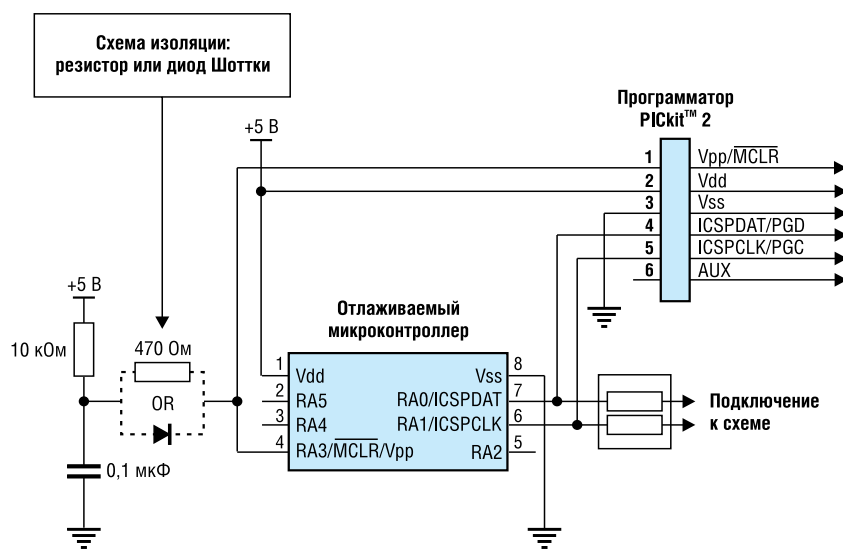 Схема изоляции:
резистор или диод Шоттки
Программатор
PICkit™ 2
+5 В
1 Vpp/MCLR
2 Vdd
3 Vss
4 ICSPDAT/PGD
5 ICSPCLK/PGC
6 AUX
+5 В
10 кОм
470 Ом
OR
0,1 мкФ
Отлаживаемый
микроконтроллер
1 Vdd
2 RA5
3 RA4
4 RA3/MCLR/Vpp
Vss 8
RA0/ICSPDAT 7
RA1/ICSPCLK 6
RA2 5
Подключение
к схеме